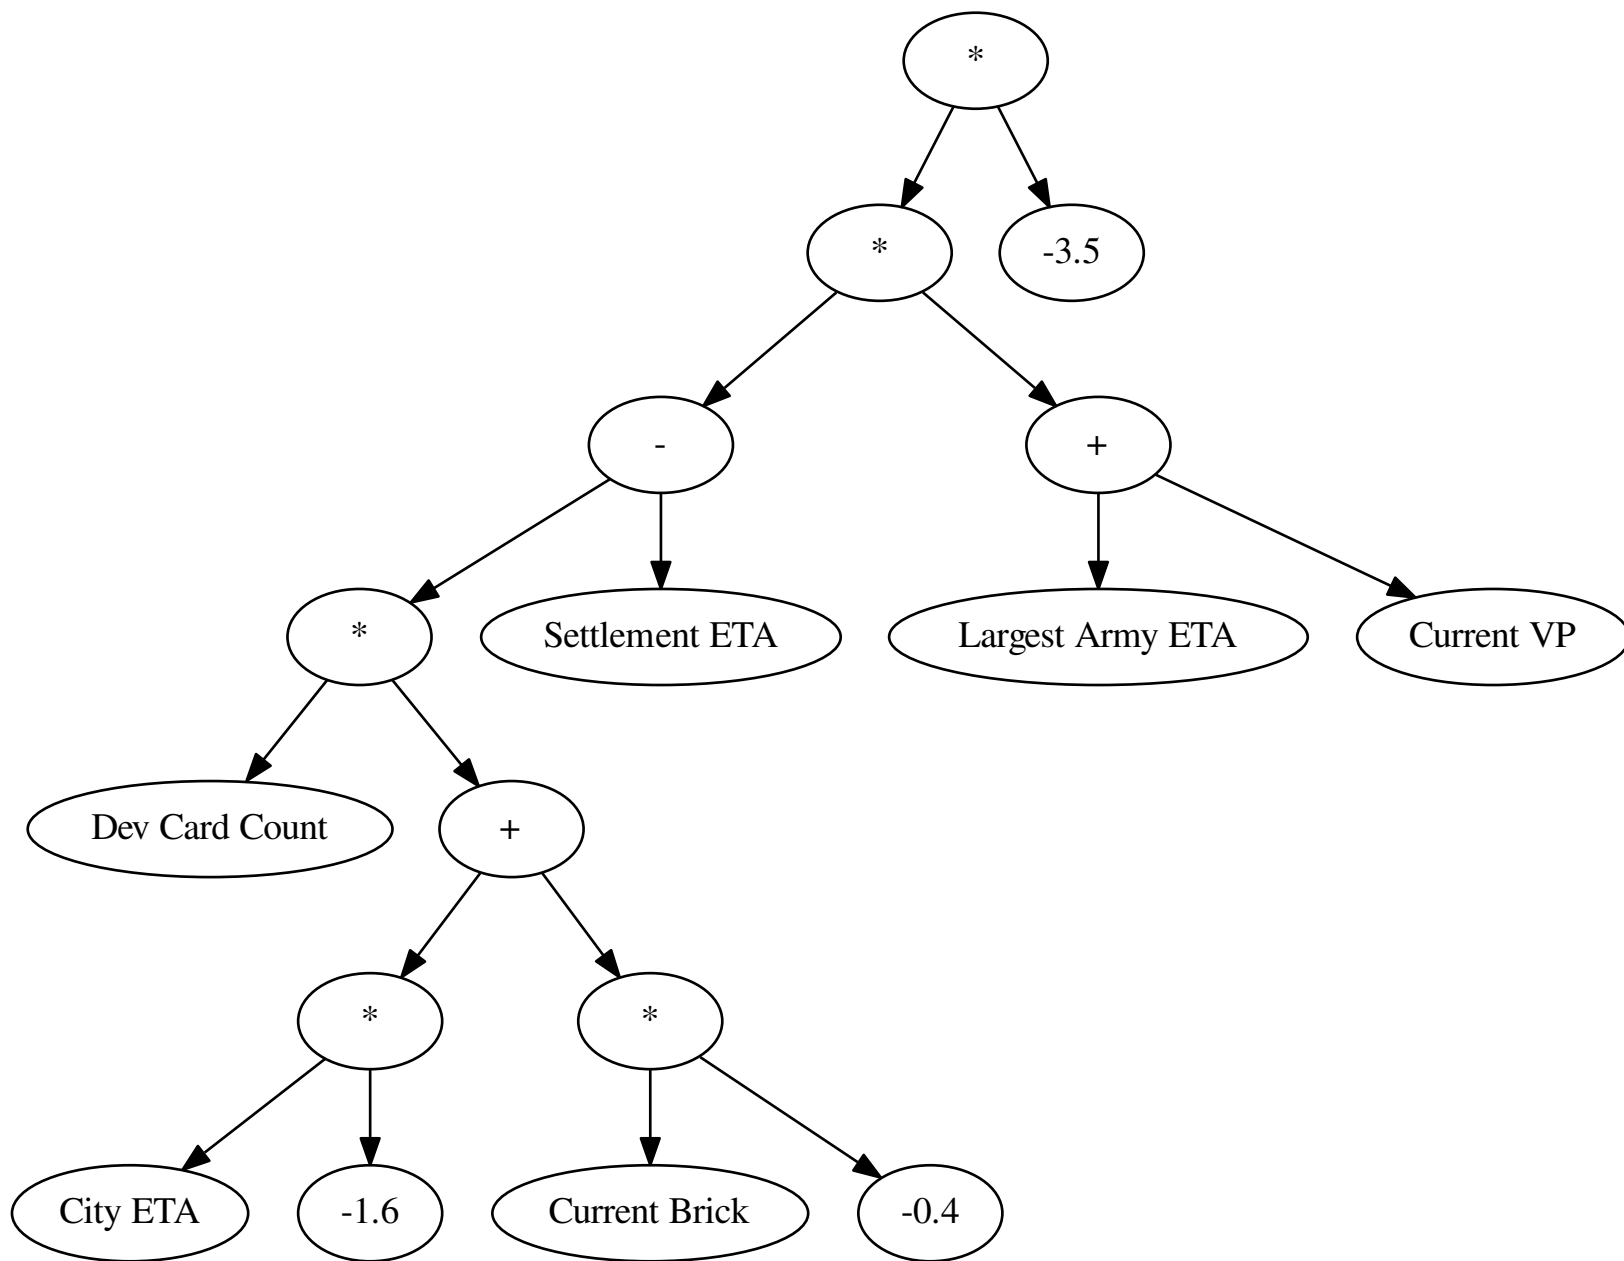 *
*
-3.5
-
+
*
Settlement ETA
Largest Army ETA
Current VP
Dev Card Count
+
*
*
City ETA
-1.6
Current Brick
-0.4